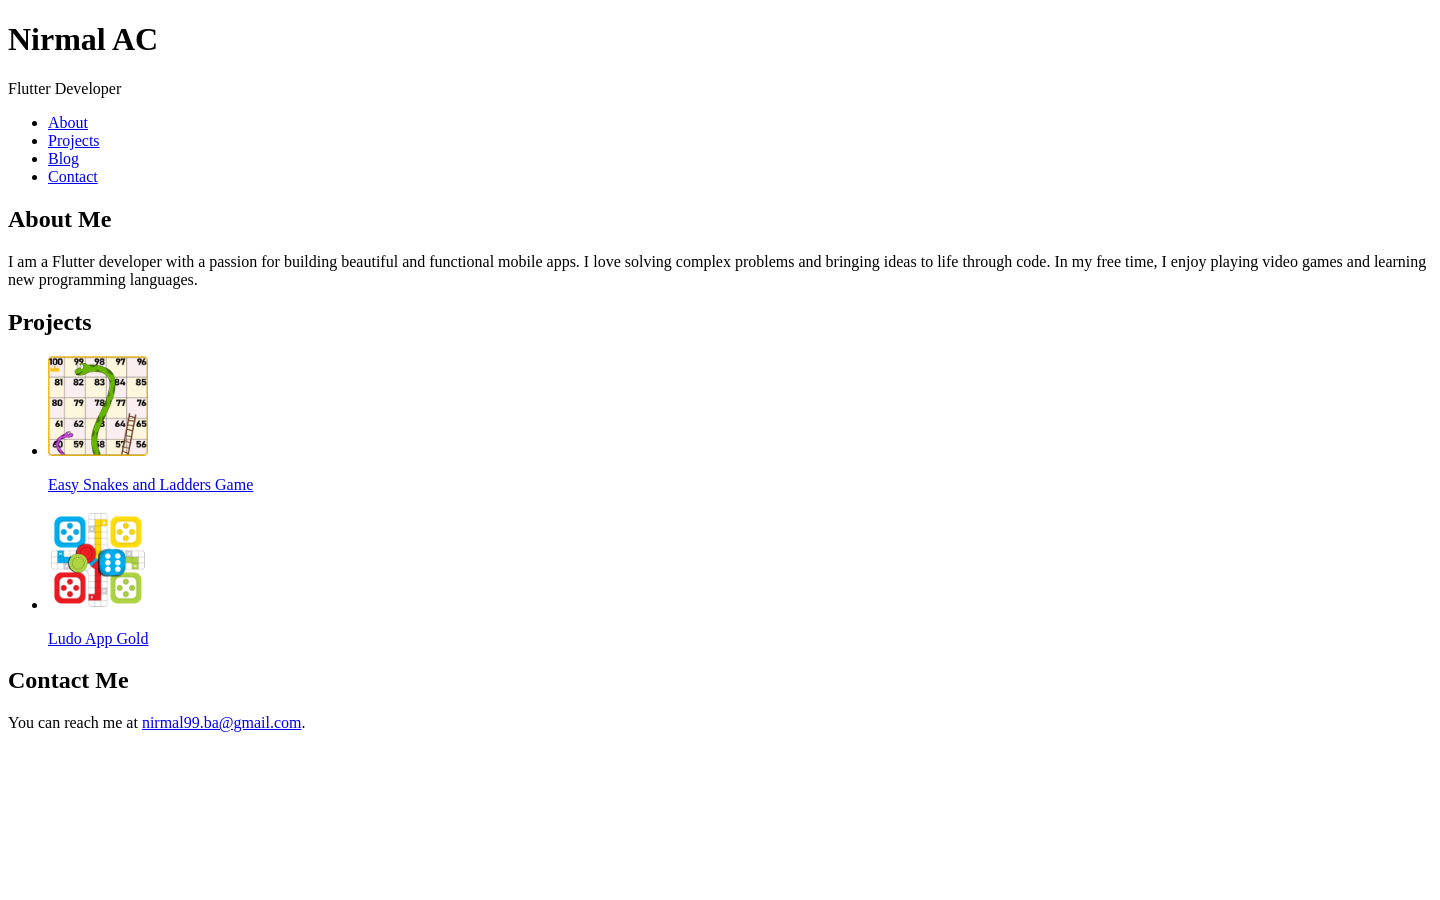 Nirmal AC
Flutter Developer
About
Projects
Blog
Contact
About Me
I am a Flutter developer with a passion for building beautiful and functional mobile apps. I love solving complex problems and bringing ideas to life through code. In my free time, I enjoy playing video games and learning
new programming languages.
Projects
100 99 98 97 96
81 82 83 84 85
80 79 78 77 76
61 62 64 65
60 59 58 57 56
Easy Snakes and Ladders Game
Ludo App Gold
Contact Me
You can reach me at nirmal99.ba@gmail.com.